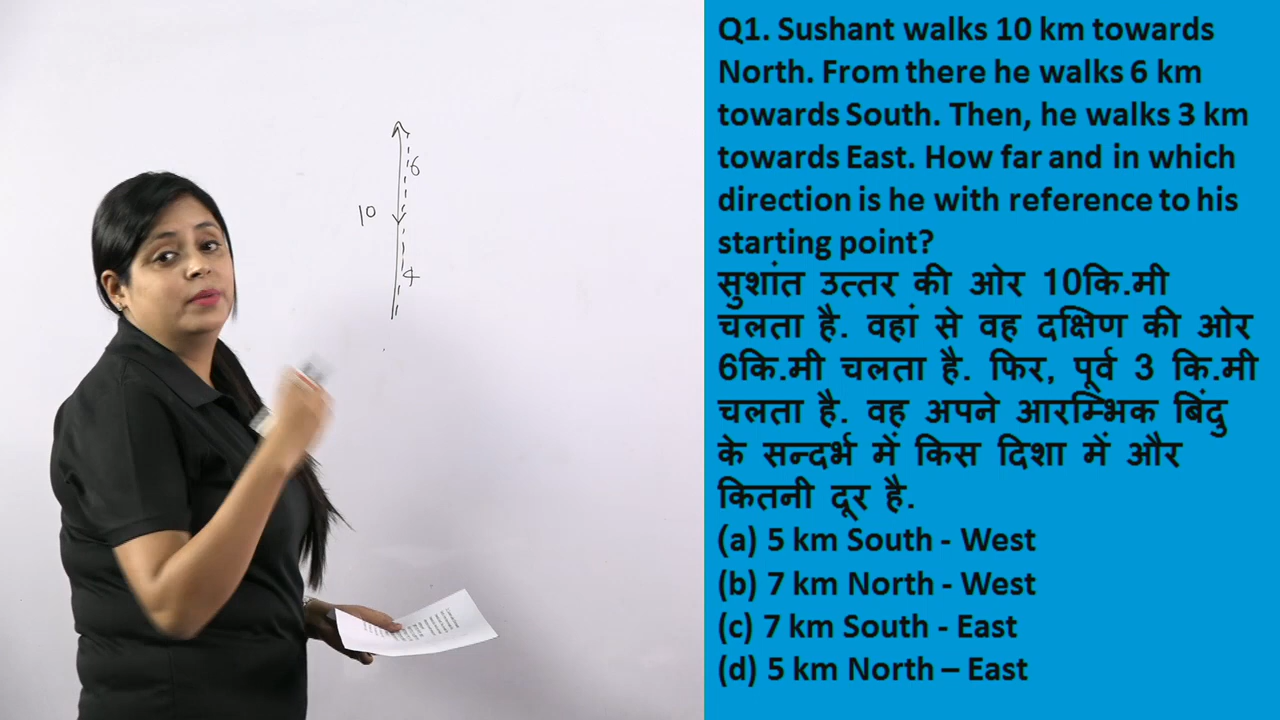 6
10
4
Q1. Sushant walks 10 km towards
North. From there he walks 6 km
towards South. Then, he walks 3 km
towards East. How far and in which
direction is he with reference to his
starting point?
सुशांत उत्तर की ओर 10कि.मी
चलता है. वहां से वह दक्षिण की ओर
6कि.मी चलता है. फिर, पूर्व 3 कि.मी
चलता है. वह अपने आरम्भिक बिंदु
के सन्दर्भ में किस दिशा में और
कितनी दूर है.
(a) 5 km South - West
(b) 7 km North - West
(c) 7 km South - East
(d) 5 km North – East